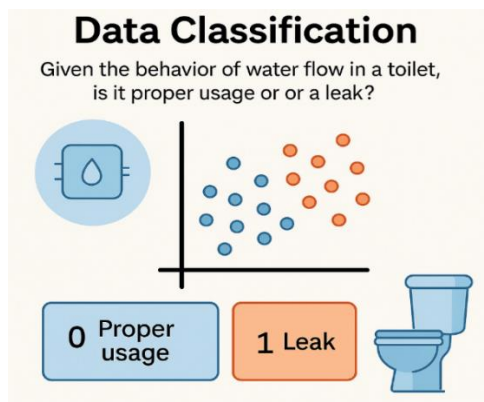 Data Classification
Given the behavior of water flow in a toilet,
is it proper usage or or a leak?
0 Proper
usage
1 Leak